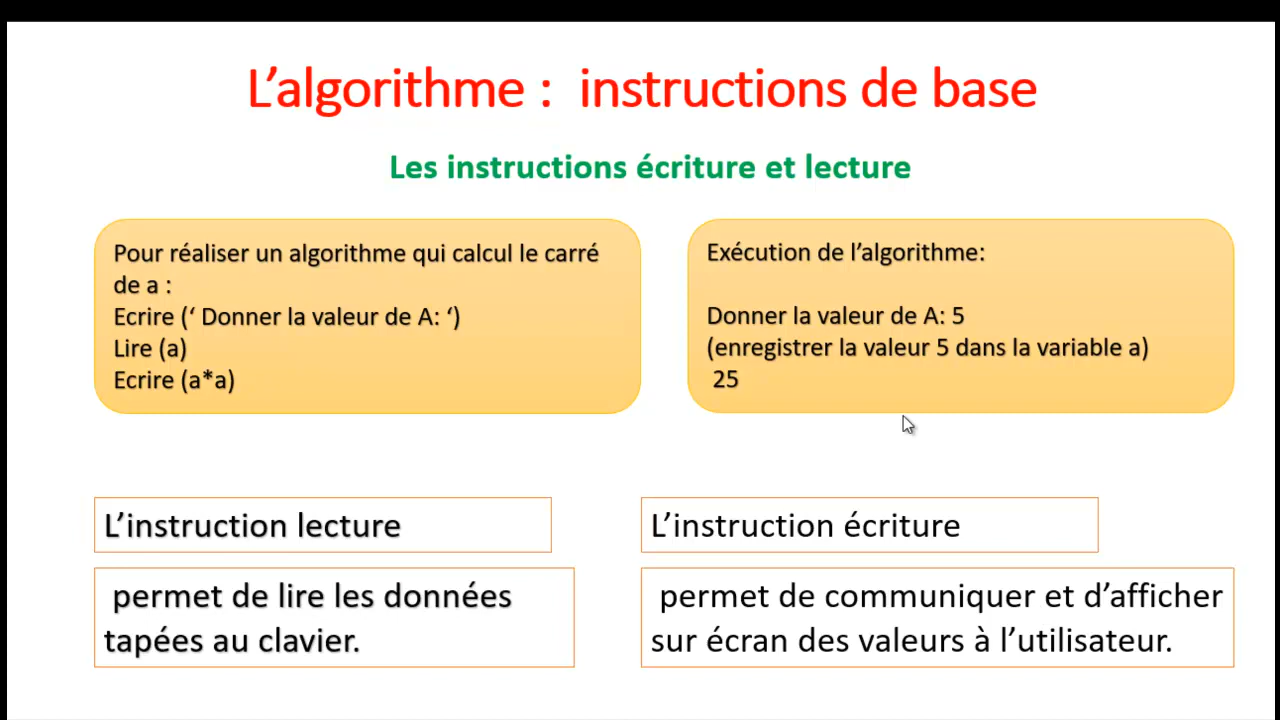 L’algorithme :  instructions de base
Les instructions écriture et lecture
Pour réaliser un algorithme qui calcul le carré
de a :
Ecrire (‘ Donner la valeur de A: ‘)
Lire (a)
Ecrire (a*a)
Exécution de l’algorithme:
Donner la valeur de A: 5
(enregistrer la valeur 5 dans la variable a)
25
L’instruction lecture
permet de lire les données
tapées au clavier.
L’instruction écriture
permet de communiquer et d’afficher
sur écran des valeurs à l’utilisateur.